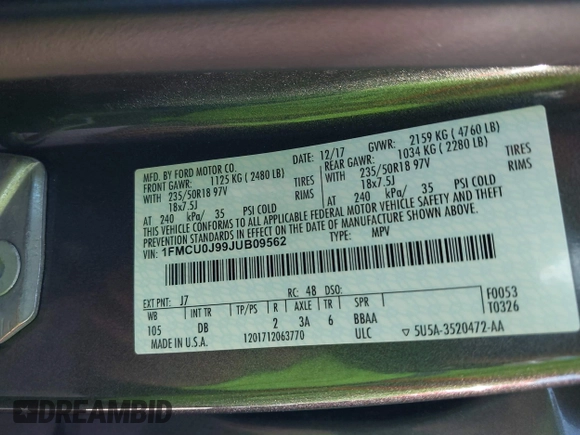 MFD. BY FORD MOTOR CO.
DATE: 12/17 GVWR: 2159 KG ( 4760 LB)
FRONT GAWR: 1125 KG ( 2480 LB)
REAR GAWR: 1034 KG ( 2280 LB)
235/50R18 97V TIRES
18x7.5J RIMS
235/50R18 97V TIRES
18x7.5J RIMS
AT 240 kPa/ 35 PSI COLD
AT 240 kPa/ 35 PSI COLD
THIS VEHICLE CONFORMS TO ALL APPLICABLE FEDERAL MOTOR VEHICLE SAFETY AND THEFT
PREVENTION STANDARDS IN EFFECT ON THE DATE OF MANUFACTURE SHOWN ABOVE.
VIN: 1FMCU0J99JUB09562 TYPE: MPV
EXT PNT: J7 RC: 48 DSO: F0053
WB INT TR TP/PS R AXLE TR SPR T0326
105 DB 2 3A 6 BBAA
MADE IN U.S.A. 1201712063770 ULC 5U5A-3520472-AA
DREAMBID